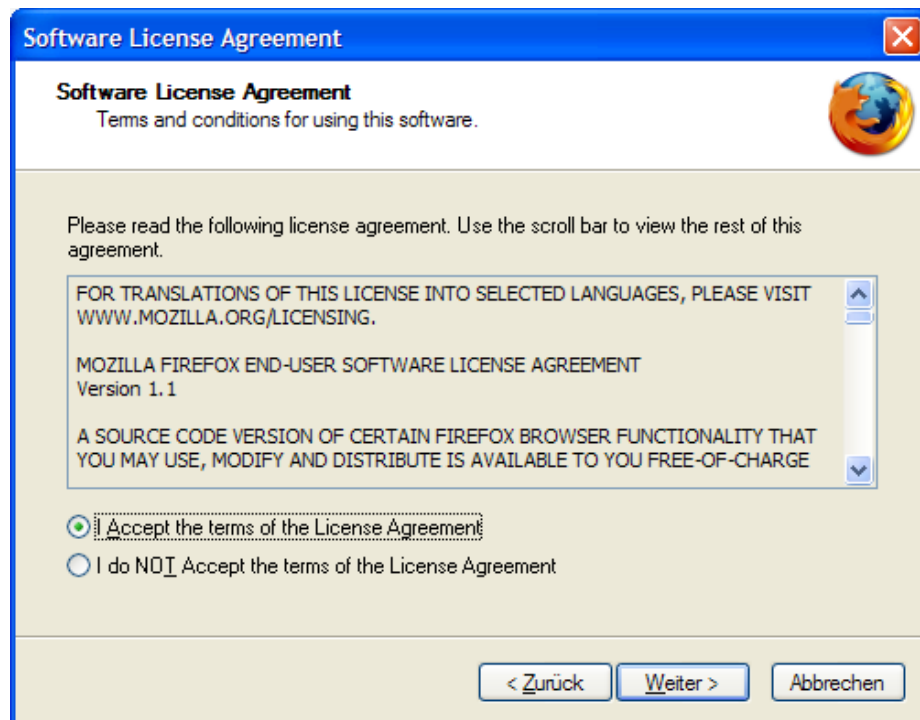 Software License Agreement
Software License Agreement
Terms and conditions for using this software.
Please read the following license agreement. Use the scroll bar to view the rest of this
agreement.
FOR TRANSLATIONS OF THIS LICENSE INTO SELECTED LANGUAGES, PLEASE VISIT
WWW.MOZILLA.ORG/LICENSING.
MOZILLA FIREFOX END-USER SOFTWARE LICENSE AGREEMENT
Version 1.1
A SOURCE CODE VERSION OF CERTAIN FIREFOX BROWSER FUNCTIONALITY THAT
YOU MAY USE, MODIFY AND DISTRIBUTE IS AVAILABLE TO YOU FREE-OF-CHARGE
I Accept the terms of the License Agreement
I do NOT Accept the terms of the License Agreement
< Zurück Weiter > Abbrechen